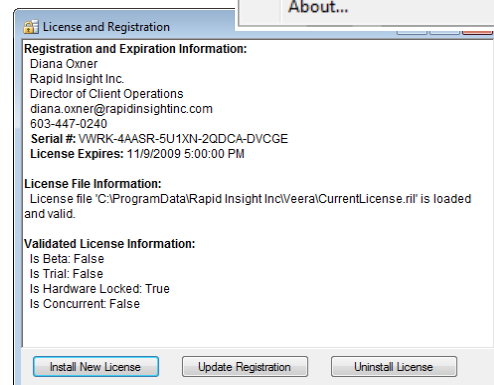 About...
License and Registration
Registration and Expiration Information:
Diana Oxner
Rapid Insight Inc.
Director of Client Operations
diana.oxner@rapidinsightinc.com
603-447-0240
Serial #: VWRK-4AASR-5U1XN-2QDCA-DVCGE
License Expires: 11/9/2009 5:00:00 PM
License File Information:
License file 'C:\ProgramData\Rapid Insight Inc\Veera\CurrentLicense.ril' is loaded
and valid.
Validated License Information:
Is Beta: False
Is Trial: False
Is Hardware Locked: True
Is Concurrent: False
Install New License
Update Registration
Uninstall License